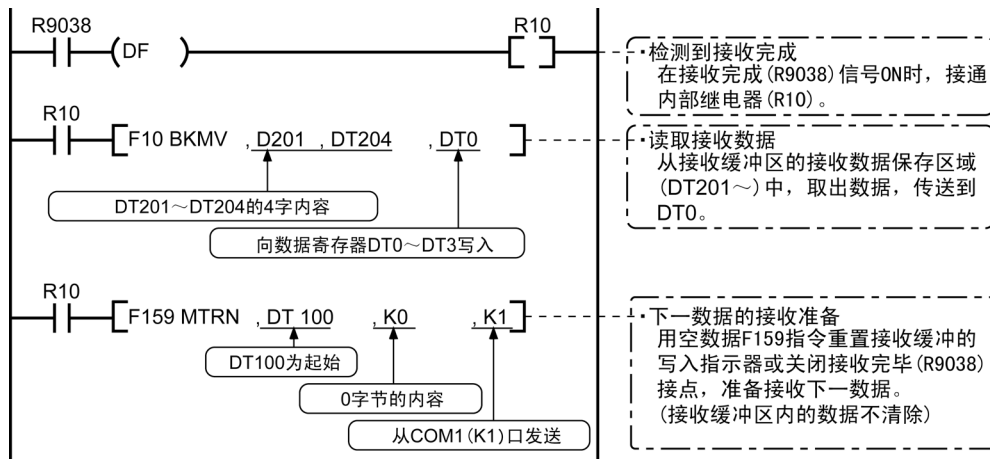 R9038
DF
R10
·检测到接收完成
在接收完成(R9038)信号ON时，接通
内部继电器(R10)。
R10
F10 BKMV ,D201 ,DT204 ,DT0
DT201～DT204的4字内容
向数据寄存器DT0～DT3写入
·读取接收数据
从接收缓冲区的接收数据保存区域
(DT201～)中，取出数据，传送到
DT0。
R10
F159 MTRN ,DT 100 ,K0 ,K1
DT100为起始
0字节的内容
从COM1(K1)口发送
·下一数据的接收准备
用空数据F159指令重置接收缓冲的
写入指示器或关闭接收完毕(R9038)
接点，准备接收下一数据。
(接收缓冲区内的数据不清除)